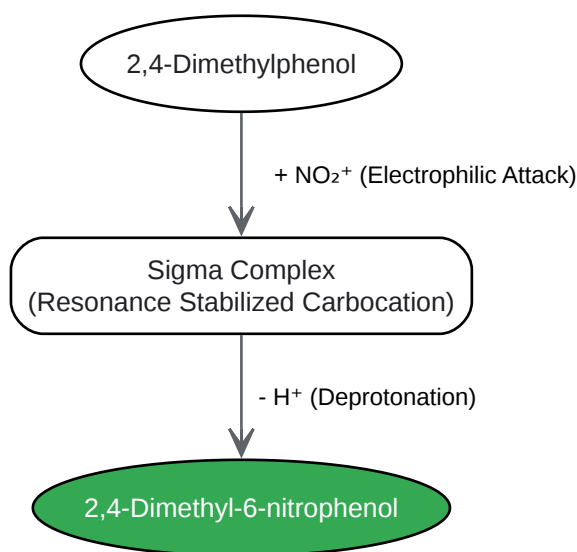 2,4-Dimethylphenol
+ NO₂⁺ (Electrophilic Attack)
Sigma Complex
(Resonance Stabilized Carbocation)
- H⁺ (Deprotonation)
2,4-Dimethyl-6-nitrophenol